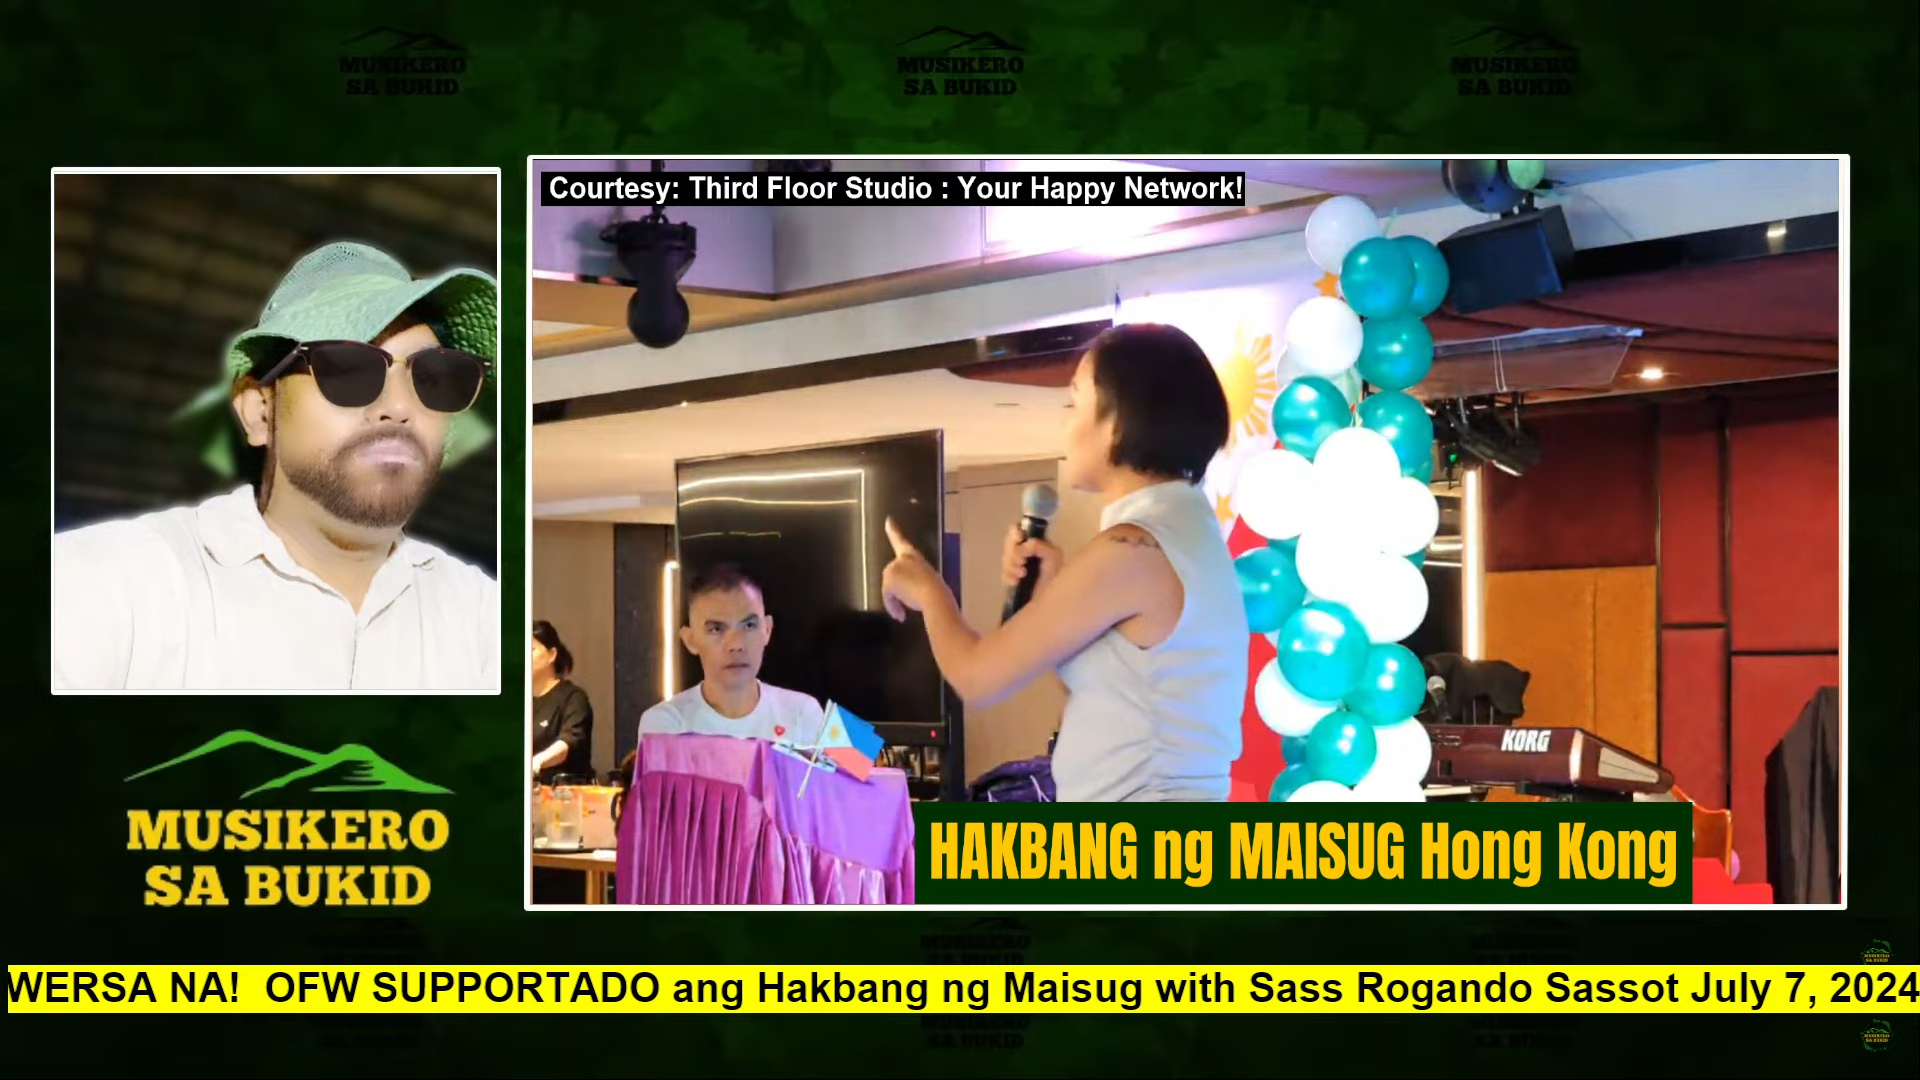 MUSIKERO
SA BUKID
MUSIKERO
SA BUKID
MUSIKERO
SA BUKID
Courtesy: Third Floor Studio : Your Happy Network!
KORG
HAKBANG ng MAISUG Hong Kong
MUSIKERO
SA BUKID
WERSA NA! OFW SUPPORTADO ang Hakbang ng Maisug with Sass Rogando Sassot July 7, 2024